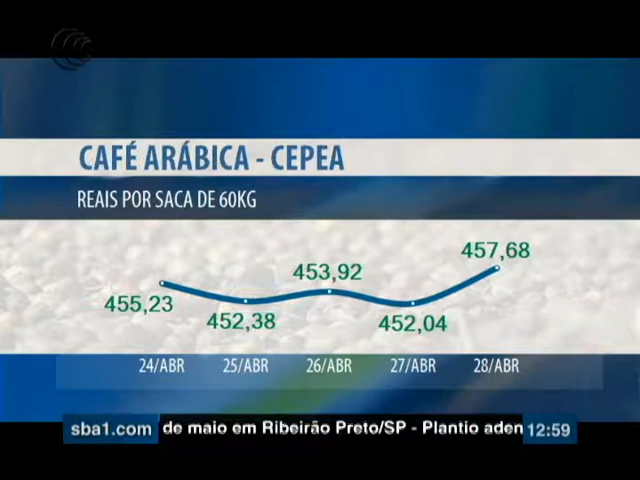 CAFÉ ARÁBICA - CEPEA
REAIS POR SACA DE 60KG
455,23
452,38
453,92
452,04
457,68
24/ABR 25/ABR 26/ABR 27/ABR 28/ABR
sba1.com de maio em Ribeirão Preto/SP - Plantio aden 12:59